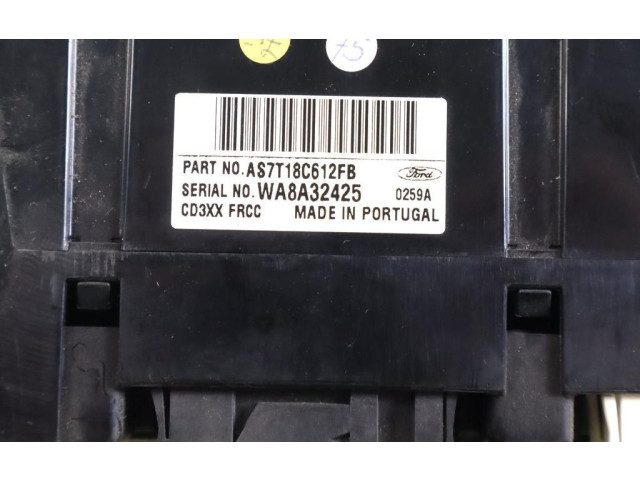 PART NO. AS7T18C612FB
Ford
SERIAL NO. WA8A32425 0259A
CD3XX FRCC MADE IN PORTUGAL